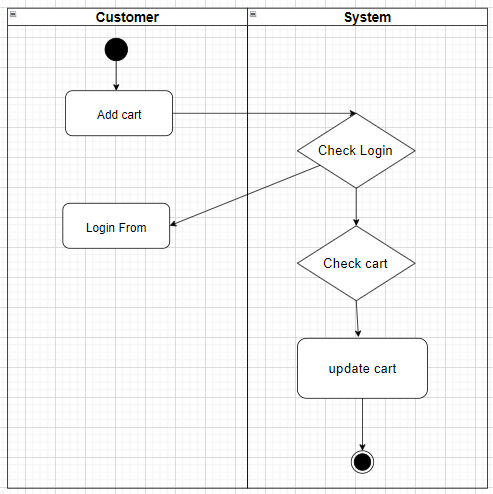 Customer
System
Add cart
Check Login
Login From
Check cart
update cart